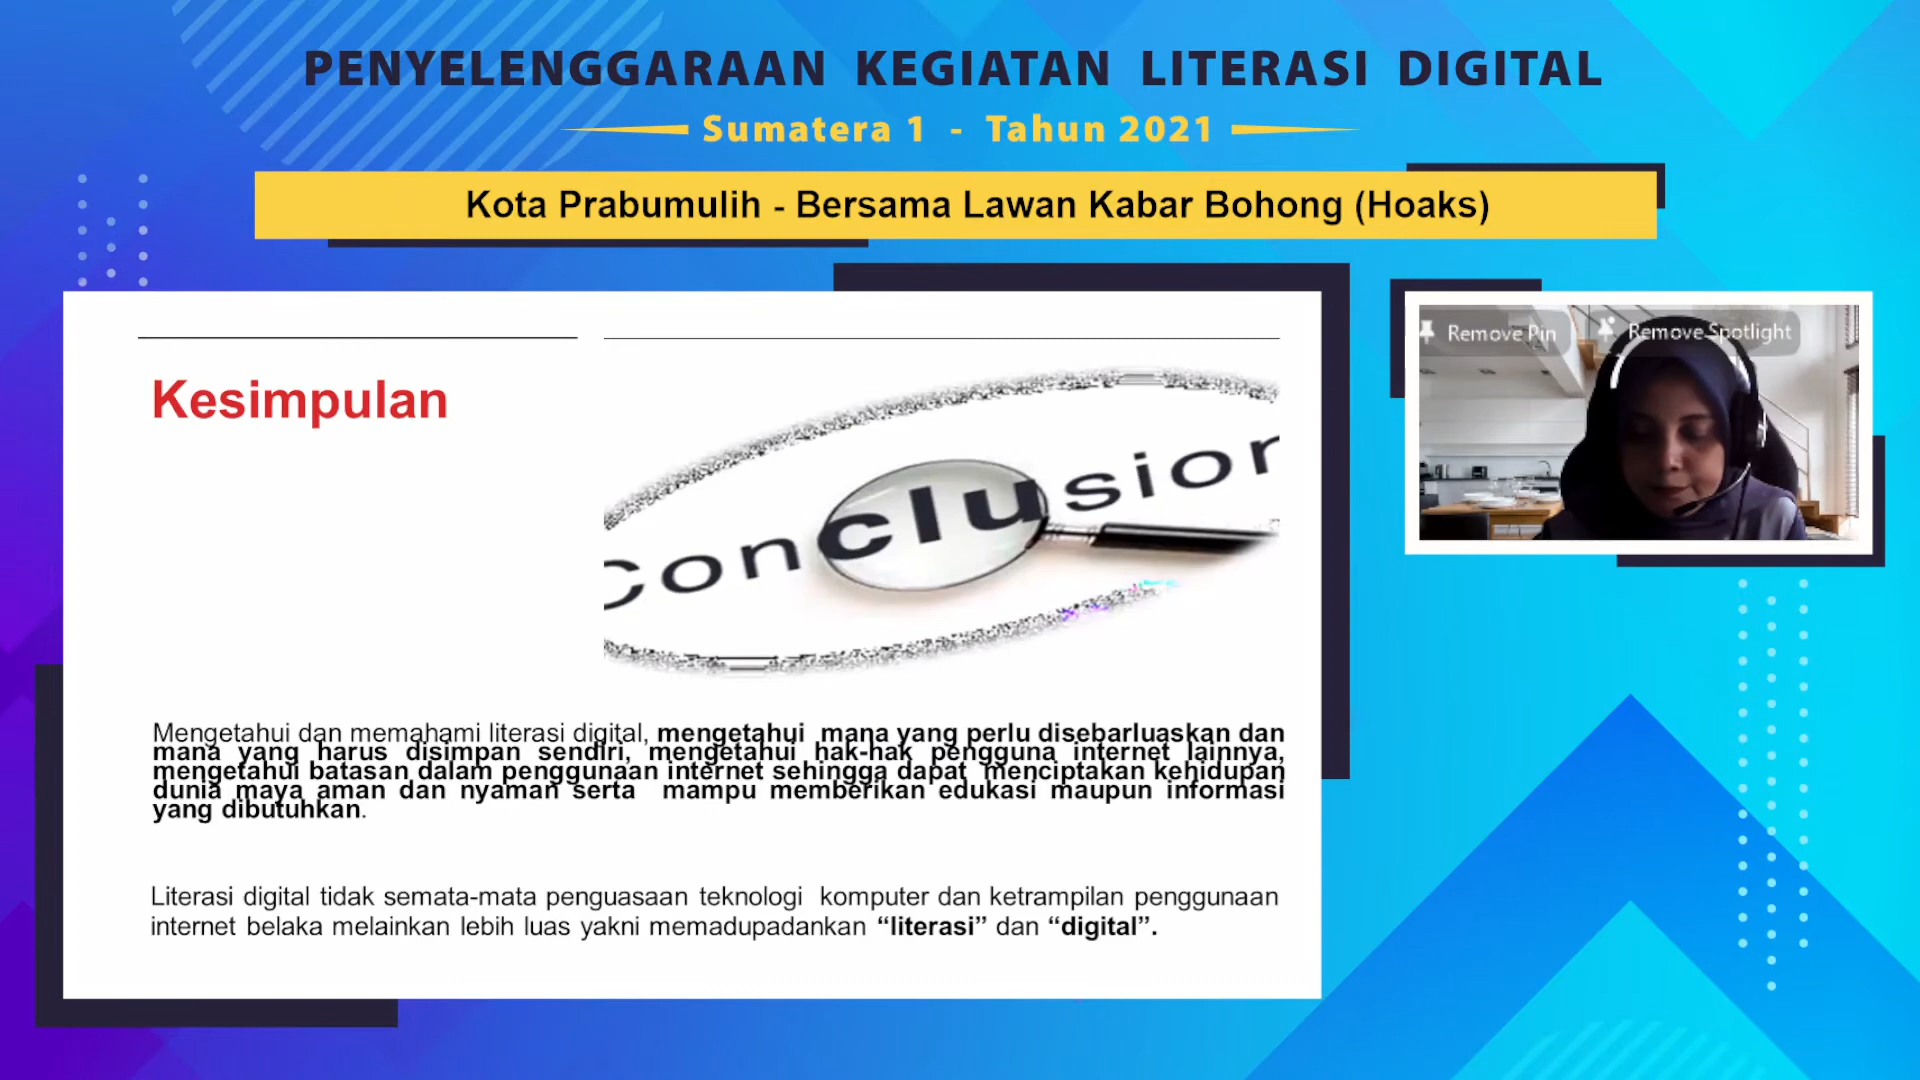 PENYELENGGARAAN KEGIATAN LITERASI DIGITAL
Sumatera 1 - Tahun 2021
Kota Prabumulih - Bersama Lawan Kabar Bohong (Hoaks)
Remove Pin
Remove Spotlight
Kesimpulan
Conclusion
Mengetahui dan memahami literasi digital, mengetahui mana yang perlu disebarluaskan dan
mana yang harus disimpan sendiri, mengetahui hak-hak pengguna internet lainnya,
mengetahui batasan dalam penggunaan internet sehingga dapat menciptakan kehidupan
dunia maya aman dan nyaman serta mampu memberikan edukasi maupun informasi
yang dibutuhkan.
Literasi digital tidak semata-mata penguasaan teknologi komputer dan ketrampilan penggunaan
internet belaka melainkan lebih luas yakni memadupadankan “literasi” dan “digital”.